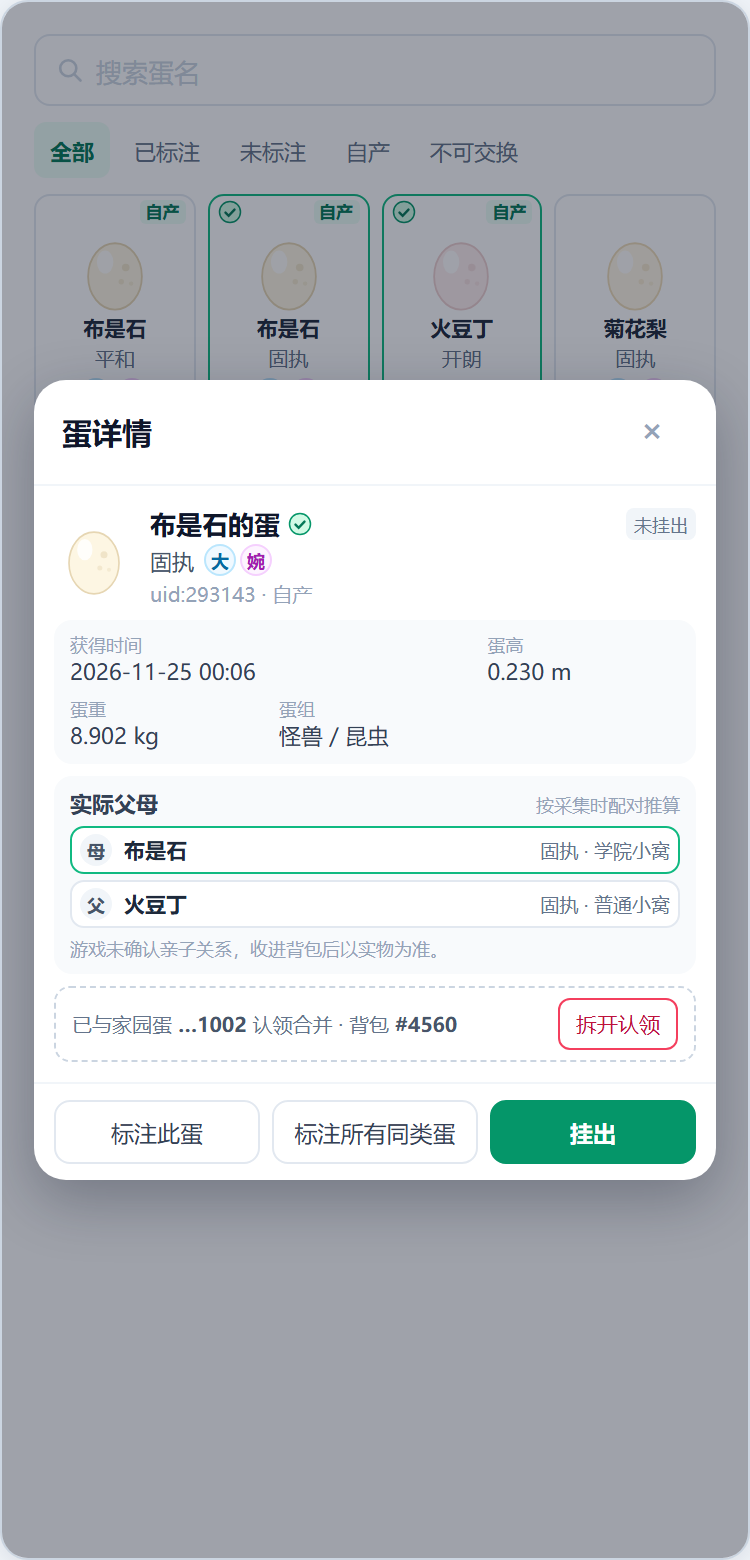 搜索蛋名
全部 已标注 未标注 自产 不可交换
自产 自产 自产
布是石 布是石 火豆丁 菊花梨
平和 固执 开朗 固执
蛋详情 ×
布是石的蛋 未挂出
固执 大 婉
uid:293143 · 自产
获得时间 蛋高
2026-11-25 00:06 0.230 m
蛋重 蛋组
8.902 kg 怪兽 / 昆虫
实际父母 按采集时配对推算
母 布是石 固执 · 学院小窝
父 火豆丁 固执 · 普通小窝
游戏未确认亲子关系，收进背包后以实物为准。
已与家园蛋 …1002 认领合并 · 背包 #4560 拆开认领
标注此蛋 标注所有同类蛋 挂出